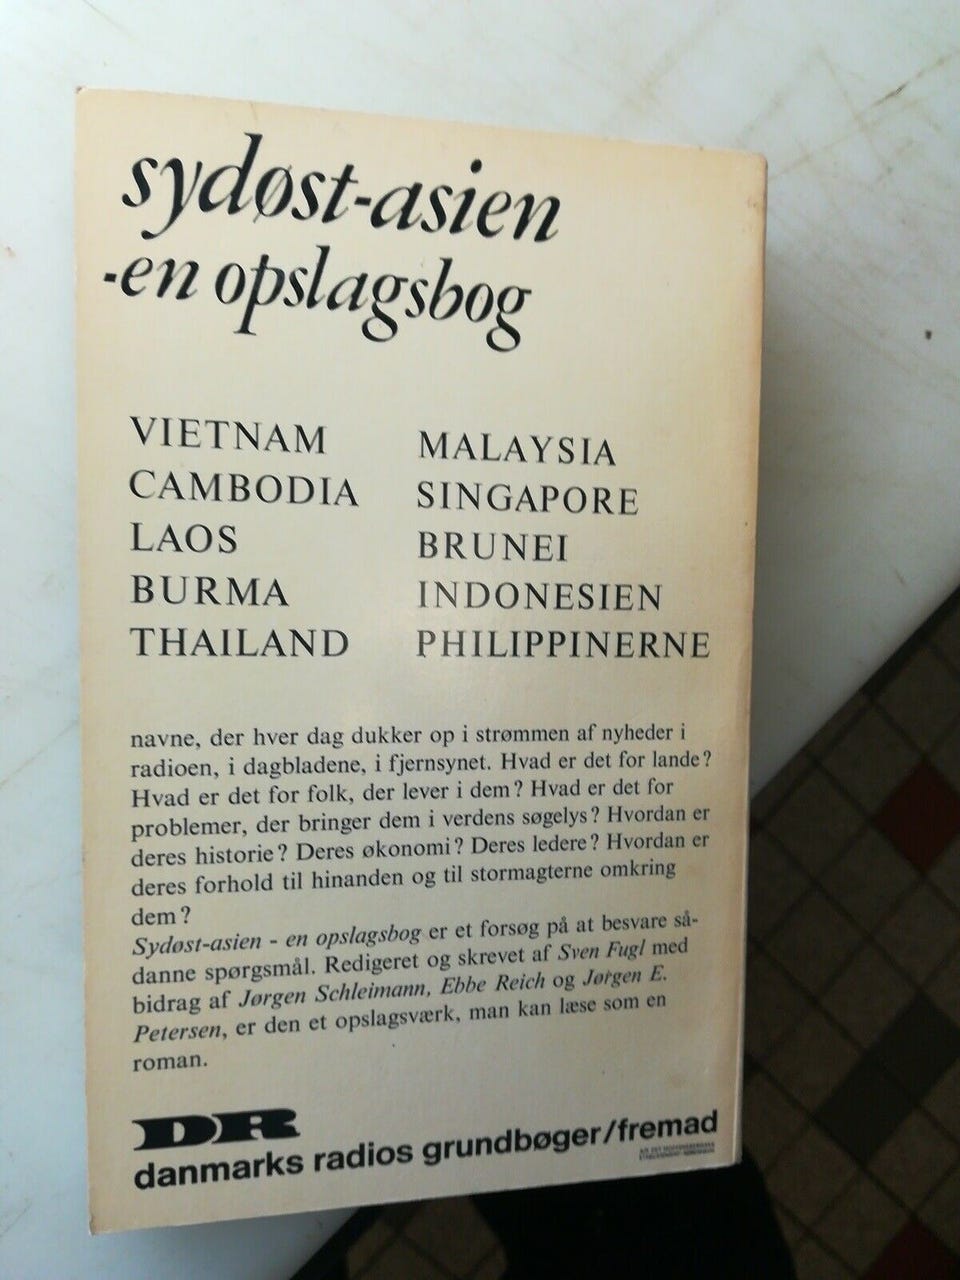 sydøst-asien
-en opslagsbog
VIETNAM
CAMBODIA
LAOS
BURMA
THAILAND
MALAYSIA
SINGAPORE
BRUNEI
INDONESIEN
PHILIPPINERNE
navne, der hver dag dukker op i strømmen af nyheder i
radioen, i dagbladene, i fjernsynet. Hvad er det for lande?
Hvad er det for folk, der lever i dem? Hvad er det for
problemer, der bringer dem i verdens søgelys? Hvordan er
deres historie? Deres økonomi? Deres ledere? Hvordan er
deres forhold til hinanden og til stormagterne omkring
dem?
Sydøst-asien - en opslagsbog er et forsøg på at besvare så-
danne spørgsmål. Redigeret og skrevet af Sven Fugl med
bidrag af Jørgen Schleimann, Ebbe Reich og Jørgen E.
Petersen, er den et opslagsværk, man kan læse som en
roman.
DR
danmarks radios grundbøger/fremad